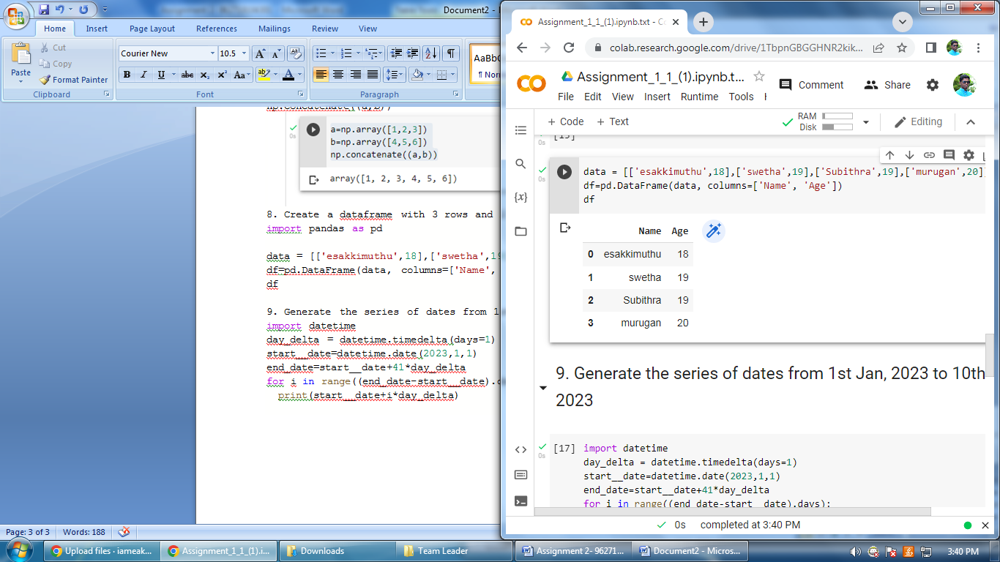 Document2 -
Home Insert Page Layout References Mailings Review View
Paste
Cut
Copy
Format Painter
Clipboard
Courier New 10.5
Font
Paragraph
AaBbC
¶ Norr
np.concatenate((a,b))
0s
a=np.array([1,2,3])
b=np.array([4,5,6])
np.concatenate((a,b))
array([1, 2, 3, 4, 5, 6])
8. Create a dataframe with 3 rows and
import pandas as pd
data = [['esakkimuthu',18],['swetha',19
df=pd.DataFrame(data, columns=['Name',
df
9. Generate the series of dates from 1
import datetime
day_delta = datetime.timedelta(days=1)
start__date=datetime.date(2023,1,1)
end_date=start__date+41*day_delta
for i in range((end_date-start__date).d
print(start__date+i*day_delta)
Page: 3 of 3 Words: 188
Assignment_1_1_(1).ipynb.txt - Co
colab.research.google.com/drive/1TbpnGBGGHNR2kik...
Assignment_1_1_(1).ipynb.t...
Comment Share
File Edit View Insert Runtime Tools
+ Code + Text
RAM
Disk
Editing
[15]
0s
0s
data = [['esakkimuthu',18],['swetha',19],['Subithra',19],['murugan',20]]
df=pd.DataFrame(data, columns=['Name', 'Age'])
df
Name Age
0 esakkimuthu 18
1 swetha 19
2 Subithra 19
3 murugan 20
9. Generate the series of dates from 1st Jan, 2023 to 10th
2023
0s
[17] import datetime
day_delta = datetime.timedelta(days=1)
start__date=datetime.date(2023,1,1)
end_date=start__date+41*day_delta
for i in range((end_date-start__date).days):
0s completed at 3:40 PM
Upload files · iameak... Assignment_1_1_(1).i... Downloads Team Leader Assignment 2- 96271... Document2 - Micros... 3:40 PM